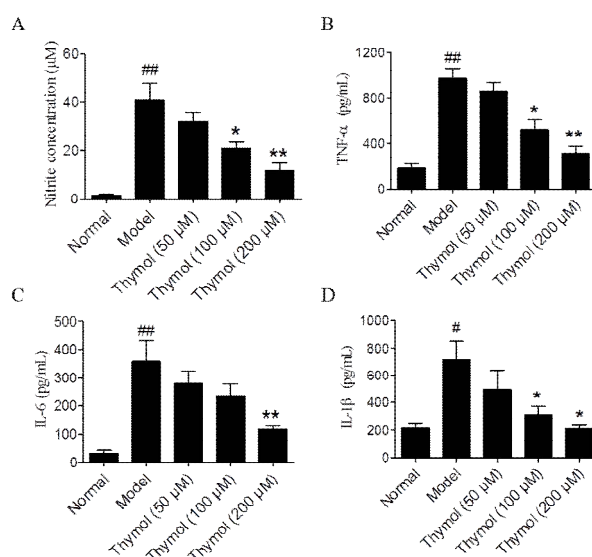 A
Nitrite concentration (μM)
60
40
20
0
##
*
**
Normal
Model
Thymol (50 μM)
Thymol (100 μM)
Thymol (200 μM)
B
TNF-α (pg/mL)
1200
800
400
0
##
*
**
Normal
Model
Thymol (50 μM)
Thymol (100 μM)
Thymol (200 μM)
C
IL-6
(pg/mL)
500
400
300
200
100
0
##
**
Normal
Model
Thymol (50 μM)
Thymol (100 μM)
Thymol (200 μM)
D
IL-1β (pg/mL)
1000
800
600
400
200
0
#
*
*
Normal
Model
Thymol (50 μM)
Thymol (100 μM)
Thymol (200 μM)